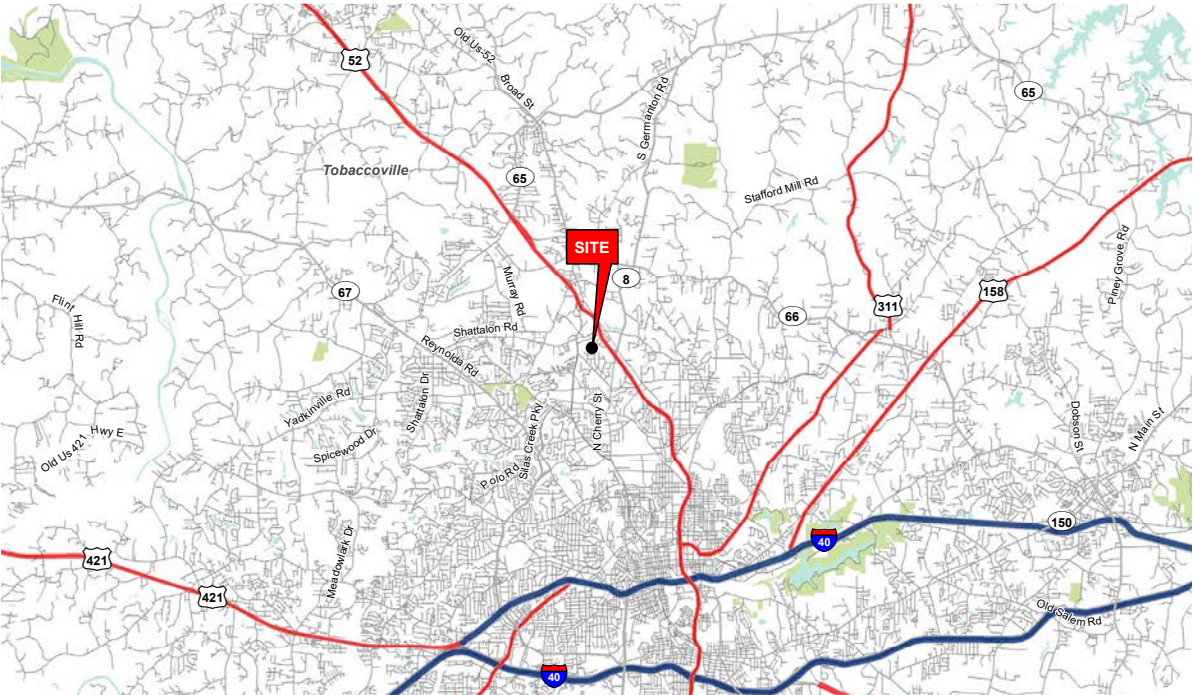 Old Us-52
52
Broad St
65
S Germanton Rd
65
Tobaccoville
Stafford Mill Rd
Piney Grove Rd
SITE
8
158
67
Murray Rd
311
66
Flint Hill Rd
Shattalon Rd
Reynolda Rd
Shattalon Dr
Yadkinville Rd
N Cherry St
Silas Creek Pky
Dobson St
N Main St
Old Us 421
Hwy E
Spicewood Dr
Polo Rd
150
40
Meadowlark Dr
421
421
Old Salem Rd
40